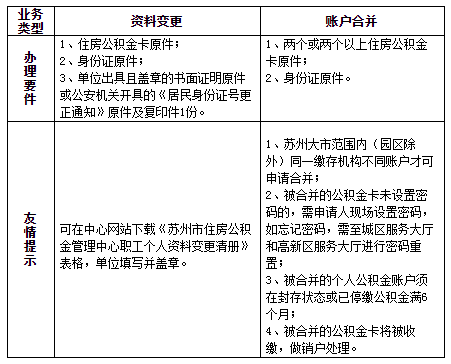 业务
类型
资料变更
账户合并
办
理
要
件
1、住房公积金卡原件；
2、身份证原件；
3、单位出具且盖章的书面证明原件
或公安机关开具的《居民身份证号更
正通知》原件及复印件1份。
1、两个或两个以上住房公积金
卡原件；
2、身份证原件。
友
情
提
示
可在中心网站下载《苏州市住房公积
金管理中心职工个人资料变更清册》
表格，单位填写并盖章。
1、苏州大市范围内（园区除
外）同一缴存机构不同账户才可
申请合并；
2、被合并的公积金卡未设置密
码的，需申请人现场设置密码，
如忘记密码，需至城区服务大厅
和高新区服务大厅进行密码重
置；
3、被合并的个人公积金账户须
在封存状态或已停缴公积金满6
个月；
4、被合并的公积金卡将被收
缴，做销户处理。